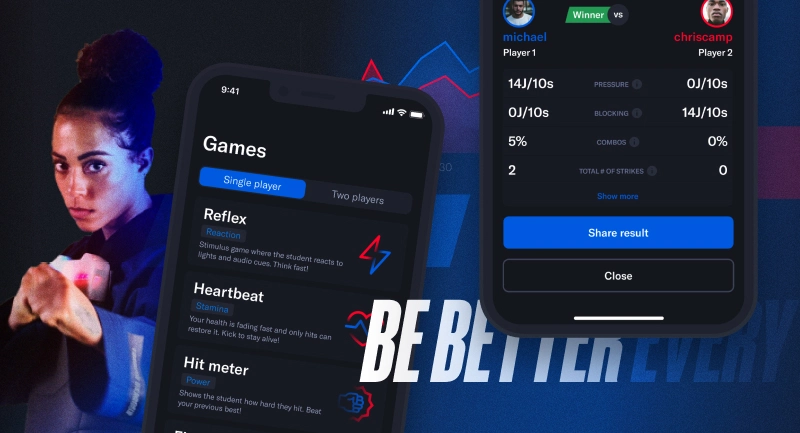 9:41
Games
Single player
Two players
Reflex
Reaction
Stimulus game where the student reacts to
lights and audio cues. Think fast!
Heartbeat
Stamina
Your health is fading fast and only hits can
restore it. Kick to stay alive!
Hit meter
Power
Shows the student how hard they hit. Beat
your previous best!
30
Winner
VS
michael
chriscamp
Player 1
Player 2
14J/10s
PRESSURE
0J/10s
0J/10s
BLOCKING
14J/10s
5%
COMBOS
0%
2
TOTAL # OF STRIKES
0
Show more
Share result
Close
BE BETTER EVERY